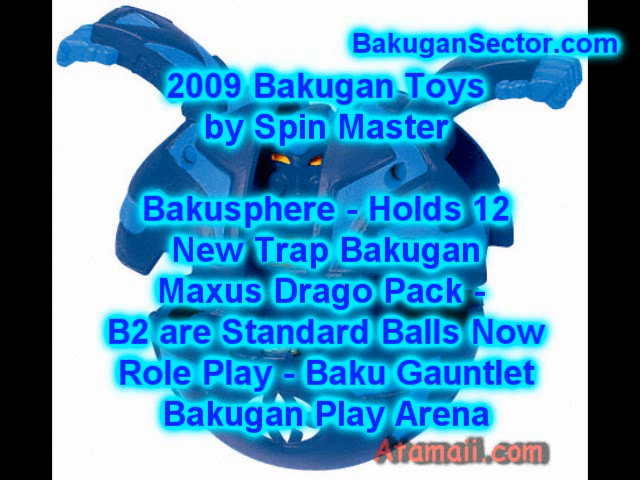 BakuganSector.com
2009 Bakugan Toys
by Spin Master
Bakusphere - Holds 12
New Trap Bakugan
Maxus Drago Pack -
B2 are Standard Balls Now
Role Play - Baku Gauntlet
Bakugan Play Arena
Aramaii.com